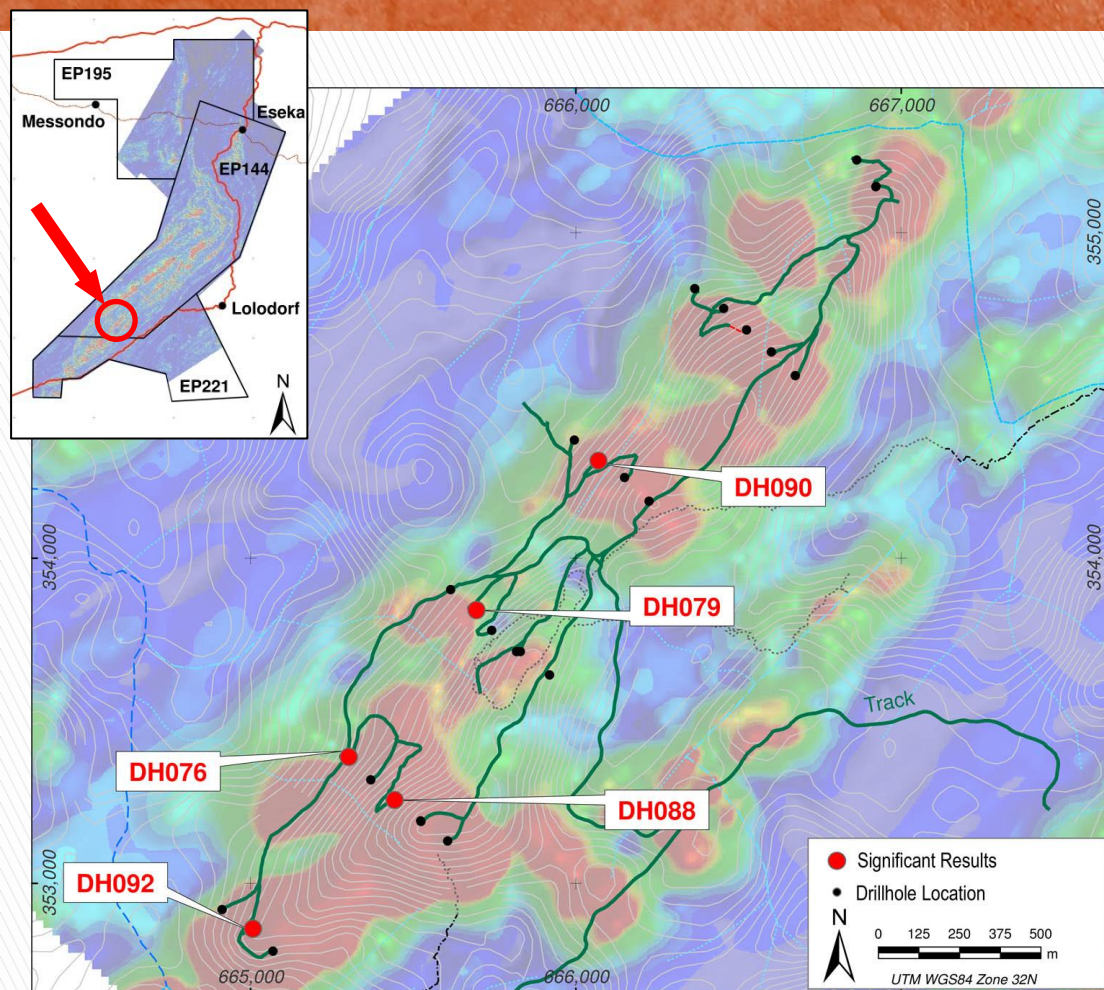 EP195
Messondo
Eseka
EP144
Lolodorf
EP221
N
666,000
667,000
355,000
DH090
354,000
354,000
DH079
Track
DH076
DH088
DH092
353,000
665,000
666,000
Significant Results
Drillhole Location
N
0 125 250 375 500
m
UTM WGS84 Zone 32N